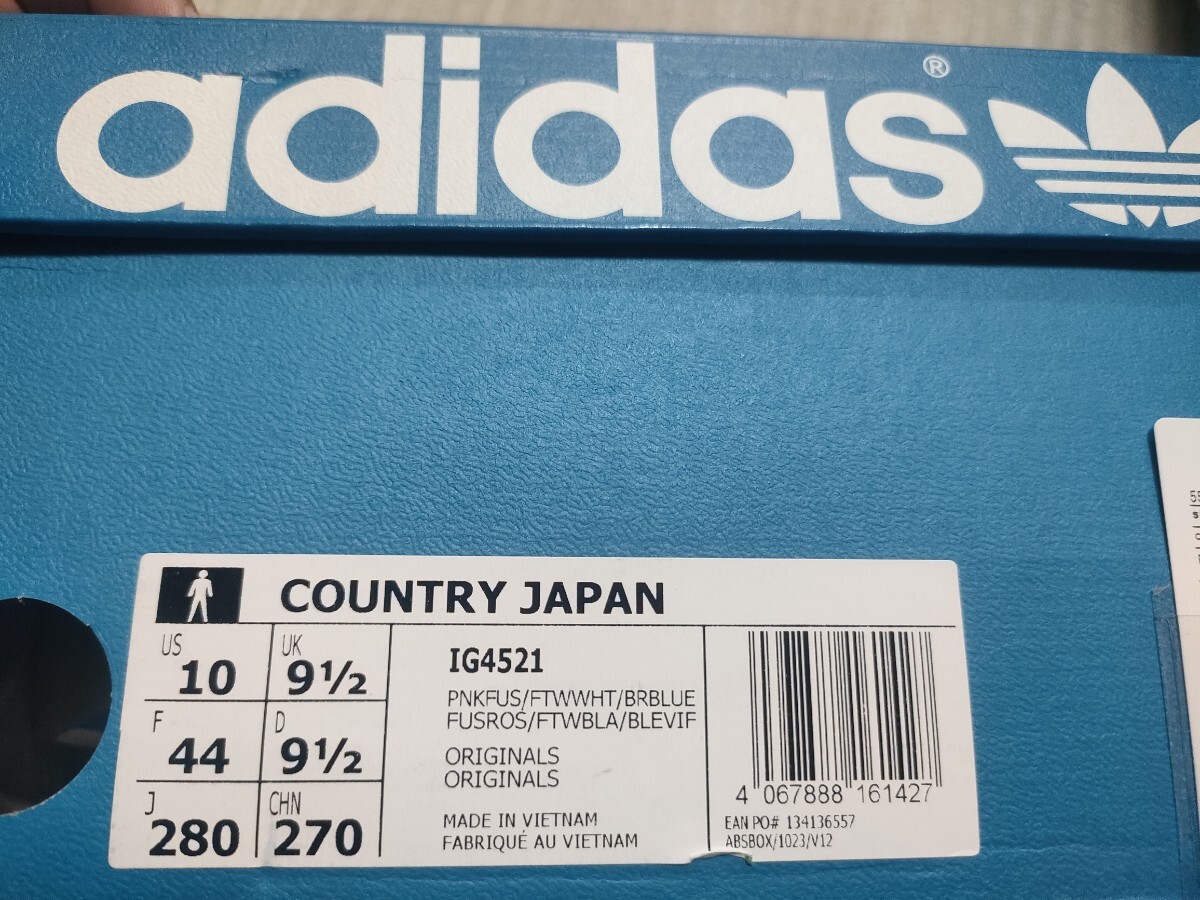 adidas®
COUNTRY JAPAN
US
10
UK
9½
F
44
D
9½
J
280
CHN
270
IG4521
PNKFUS/FTWWHT/BRBLUE
FUSROS/FTWBLA/BLEVIF
ORIGINALS
ORIGINALS
MADE IN VIETNAM
FABRIQUÉ AU VIETNAM
4 067888 161427
EAN PO# 134136557
ABSBOX/1023/V12